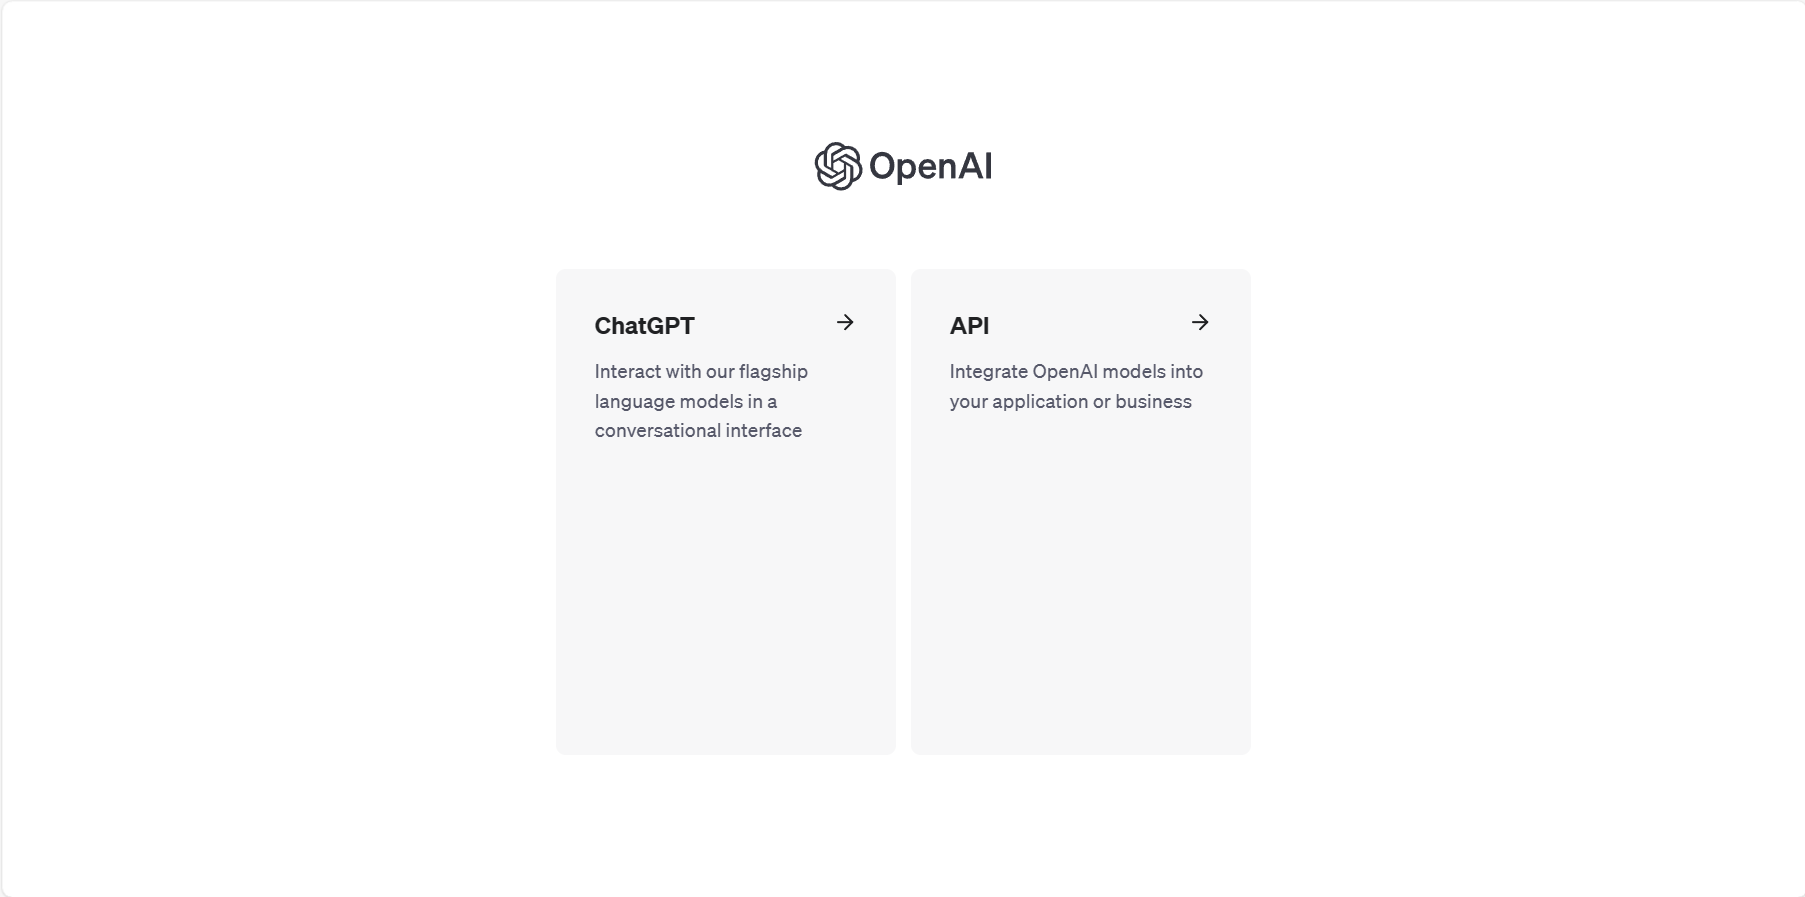 OpenAI
ChatGPT
Interact with our flagship
language models in a
conversational interface
API
Integrate OpenAI models into
your application or business